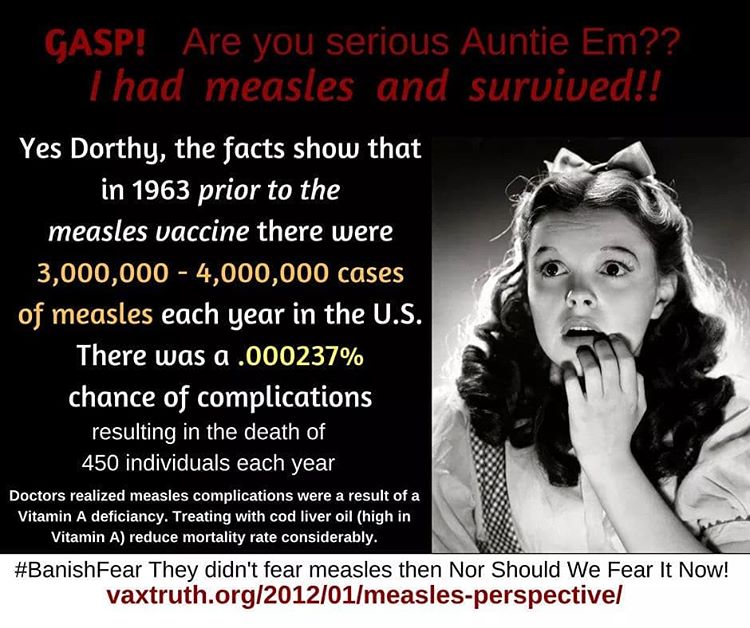 GASP! Are you serious Auntie Em??
I had measles and survived!!
Yes Dorthy, the facts show that
in 1963 prior to the
measles vaccine there were
3,000,000 - 4,000,000 cases
of measles each year in the U.S.
There was a .000237%
chance of complications
resulting in the death of
450 individuals each year
Doctors realized measles complications were a result of a
Vitamin A deficiancy. Treating with cod liver oil (high in
Vitamin A) reduce mortality rate considerably.
#BanishFear They didn't fear measles then Nor Should We Fear It Now!
vaxtruth.org/2012/01/measles-perspective/